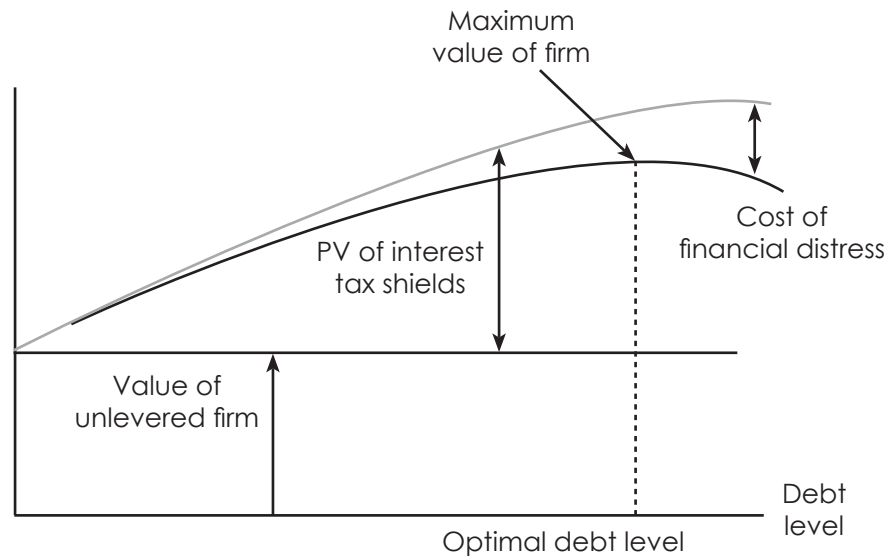 Maximum
value of firm
PV of interest
tax shields
Cost of
financial distress
Value of
unlevered firm
Debt
level
Optimal debt level